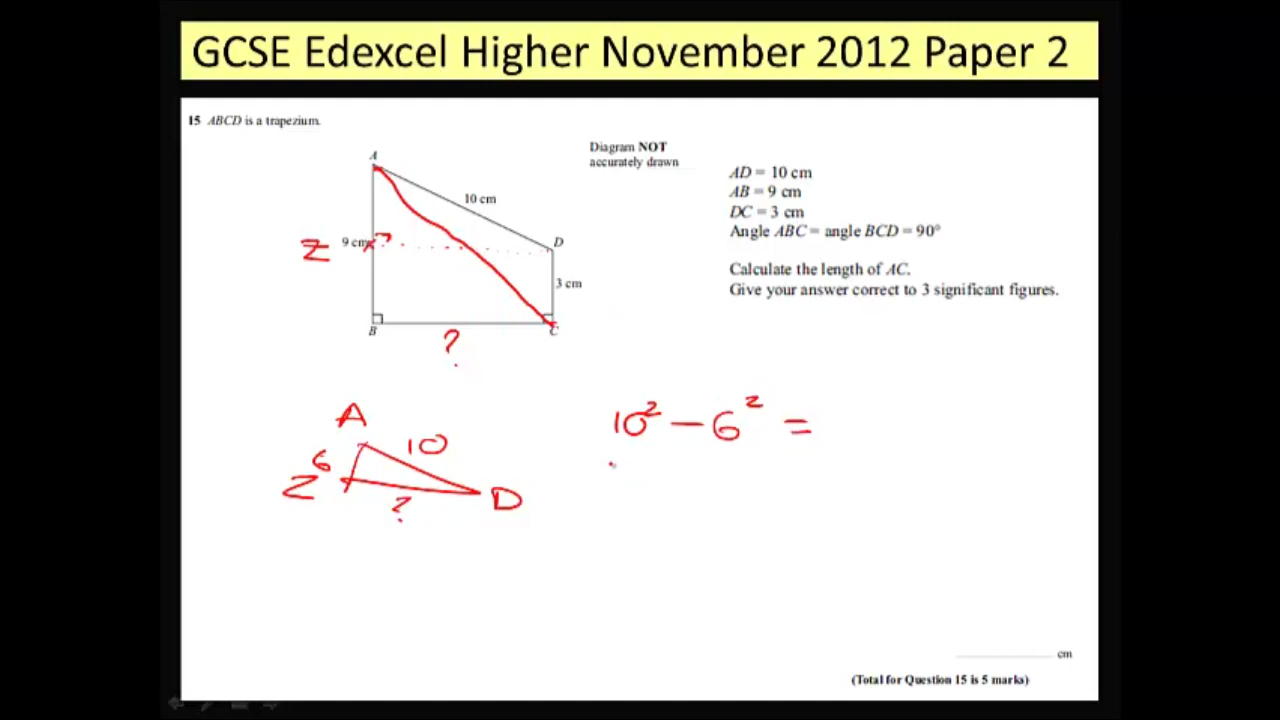 GCSE Edexcel Higher November 2012 Paper 2
15 ABCD is a trapezium.
Diagram NOT
accurately drawn
A
10 cm
D
Z 9 cm
3 cm
B
C
?
AD = 10 cm
AB = 9 cm
DC = 3 cm
Angle ABC = angle BCD = 90°
Calculate the length of AC.
Give your answer correct to 3 significant figures.
A
10
6
Z
?
D
10² − 6² =
cm
(Total for Question 15 is 5 marks)